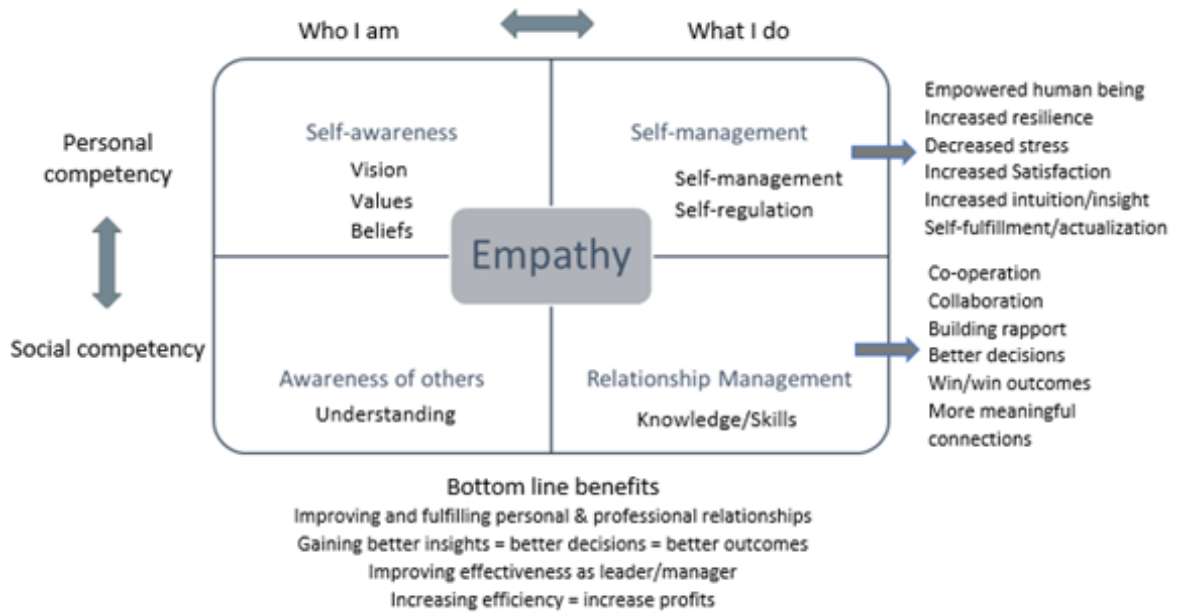 Who I am
What I do
Personal
competency
Social competency
Self-awareness
Vision
Values
Beliefs
Self-management
Self-management
Self-regulation
Empathy
Awareness of others
Understanding
Relationship Management
Knowledge/Skills
Empowered human being
Increased resilience
Decreased stress
Increased Satisfaction
Increased intuition/insight
Self-fulfillment/actualization
Co-operation
Collaboration
Building rapport
Better decisions
Win/win outcomes
More meaningful
connections
Bottom line benefits
Improving and fulfilling personal & professional relationships
Gaining better insights = better decisions = better outcomes
Improving effectiveness as leader/manager
Increasing efficiency = increase profits